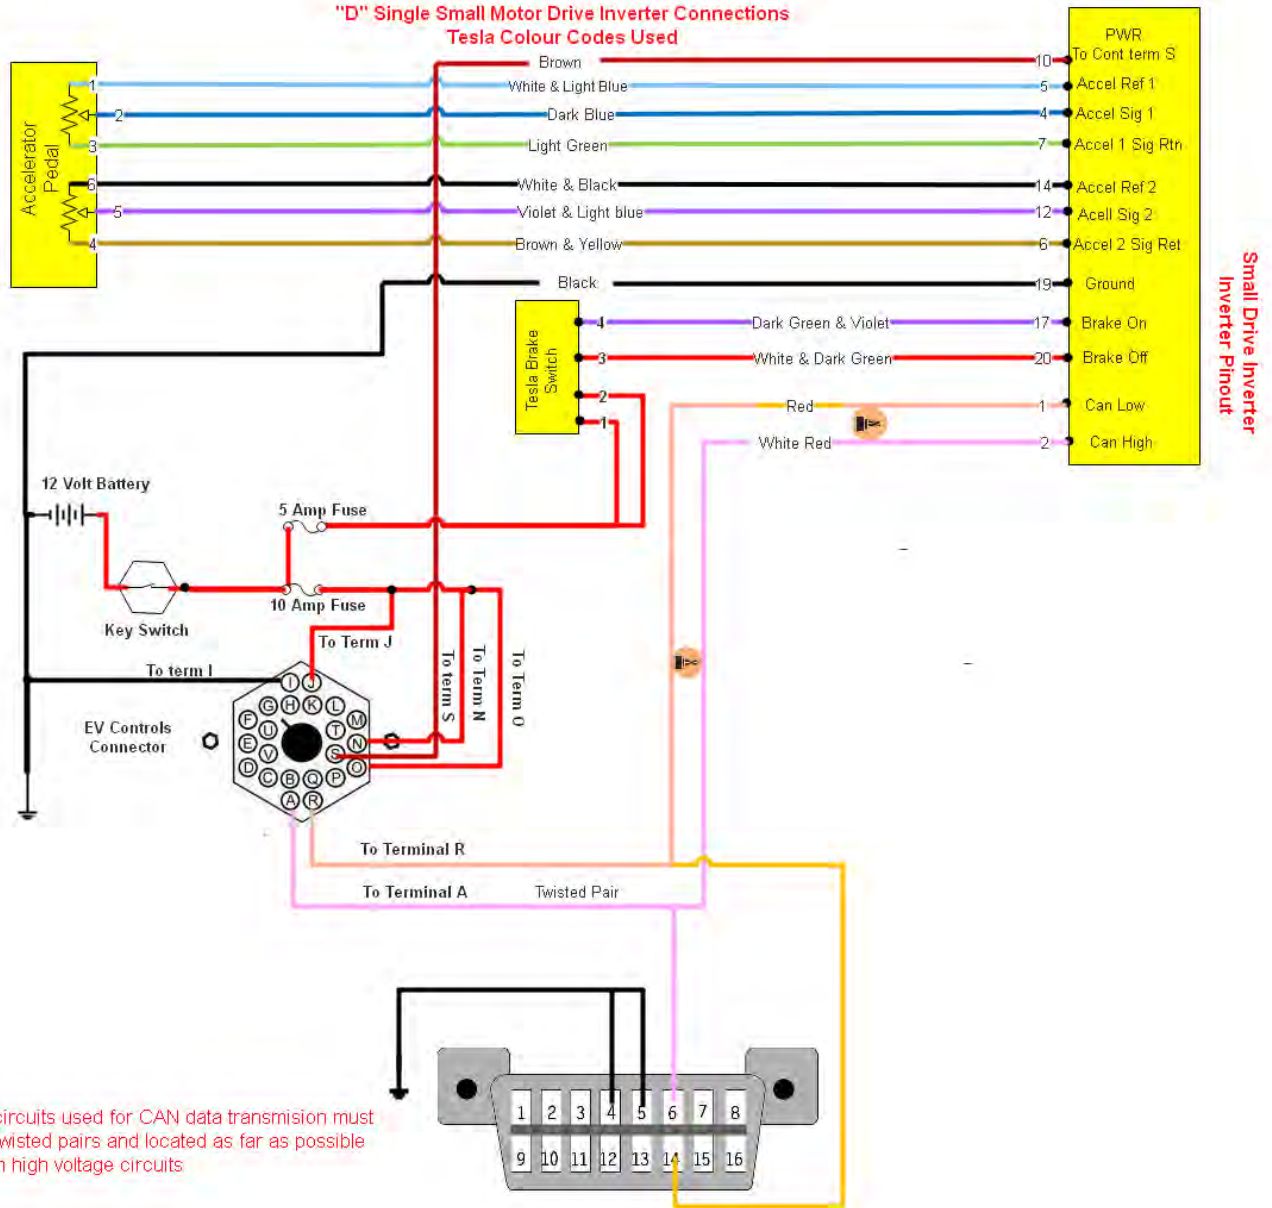 "D" Single Small Motor Drive Inverter Connections
Tesla Colour Codes Used
PWR
Brown 10 To Cont term S
1 White & Light Blue 5 Accel Ref 1
2 Dark Blue 4 Accel Sig 1
3 Light Green 7 Accel 1 Sig Rtn
Accelerator
Pedal
6 White & Black 14 Accel Ref 2
5 Violet & Light blue 12 Acell Sig 2
4 Brown & Yellow 6 Accel 2 Sig Ret
Black 19 Ground
Small Drive Inverter
Inverter Pinout
Tesla Brake
Switch
4 Dark Green & Violet 17 Brake On
3 White & Dark Green 20 Brake Off
2
1
Red 1 Can Low
White Red 2 Can High
12 Volt Battery
5 Amp Fuse
10 Amp Fuse
Key Switch
To Term J
To term S
To Term N
To Term O
To term I
EV Controls
Connector
I J
G H K L
F U T M
E V S N
D C B Q P O
A R
To Terminal R
To Terminal A Twisted Pair
1 2 3 4 5 6 7 8
9 10 11 12 13 14 15 16
circuits used for CAN data transmision must
twisted pairs and located as far as possible
high voltage circuits